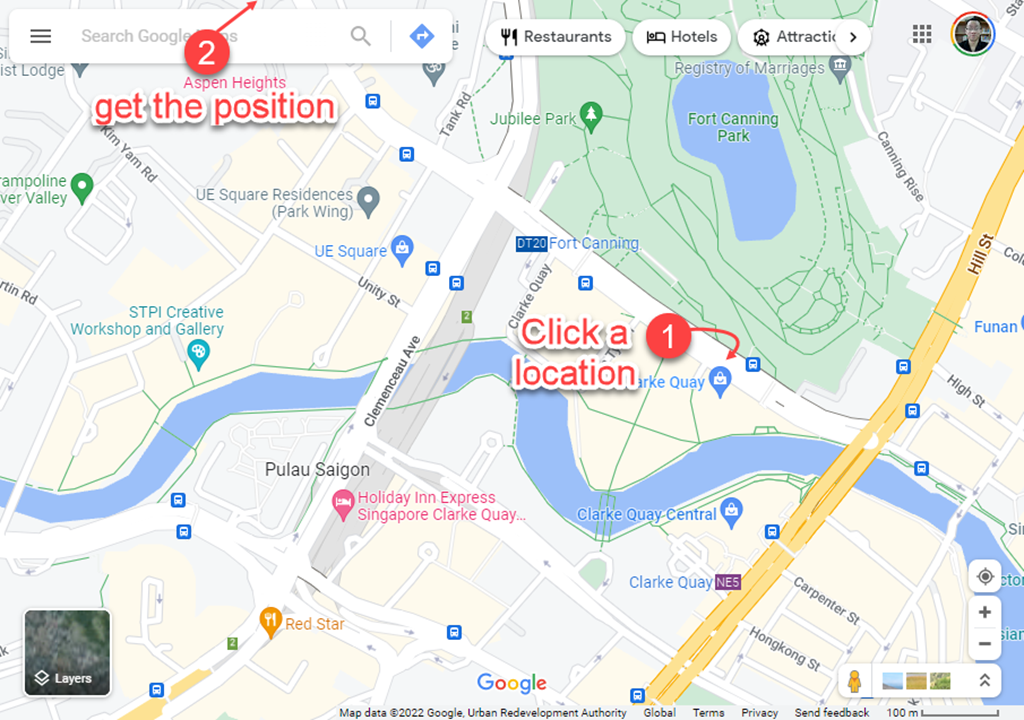 Search Google Maps
Restaurants
Hotels
2
get the position
ist Lodge
Aspen Heights
Registry of Marriages
Tank Rd
Jubilee Park
Fort Canning
Park
Kim Yam Rd
Canning Rise
rampoline
ver Valley
UE Square Residences
(Park Wing)
UE Square
DT20 Fort Canning
Hill St
Unity St
rtin Rd
Clarke Quay
STPI Creative
Workshop and Gallery
2
Click a
location
1
Funan
arke Quay
Clemenceau Ave
High St
Pulau Saigon
Holiday Inn Express
Singapore Clarke Quay...
Clarke Quay Central
Clarke Quay NE5
Carpenter St
Hongkong St
Red Star
2
Layers
Google
Map data ©2022 Google, Urban Redevelopment Authority Global Terms Privacy Send feedback 100 m